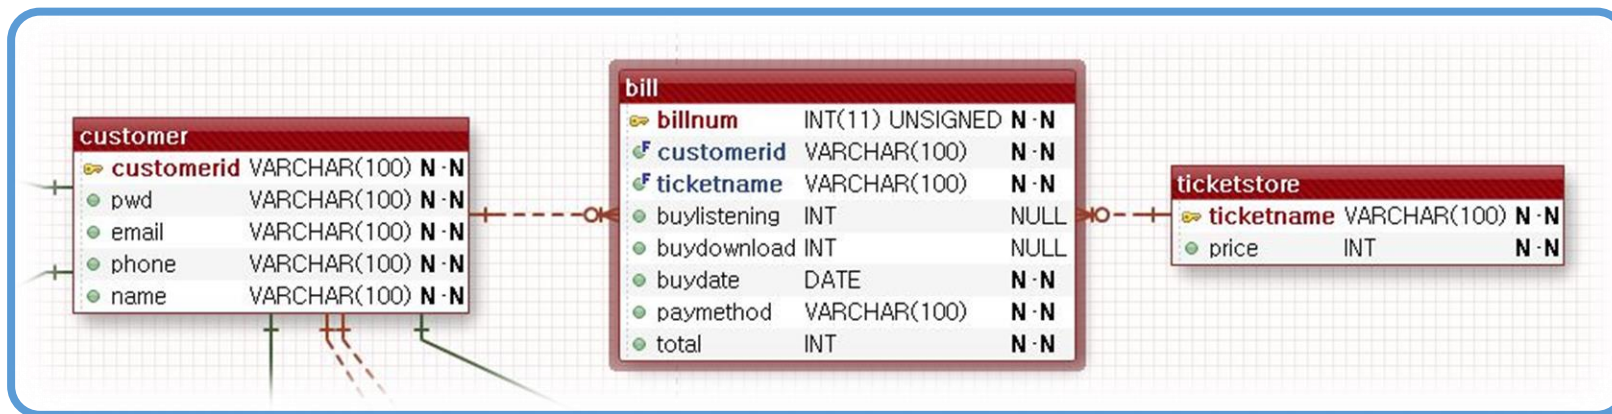 customer
customerid VARCHAR(100) N·N
pwd VARCHAR(100) N·N
email VARCHAR(100) N·N
phone VARCHAR(100) N·N
name VARCHAR(100) N·N
bill
billnum INT(11) UNSIGNED N·N
F customerid VARCHAR(100) N·N
F ticketname VARCHAR(100) N·N
buylistening INT NULL
buydownload INT NULL
buydate DATE N·N
paymethod VARCHAR(100) N·N
total INT N·N
ticketstore
ticketname VARCHAR(100) N·N
price INT N·N